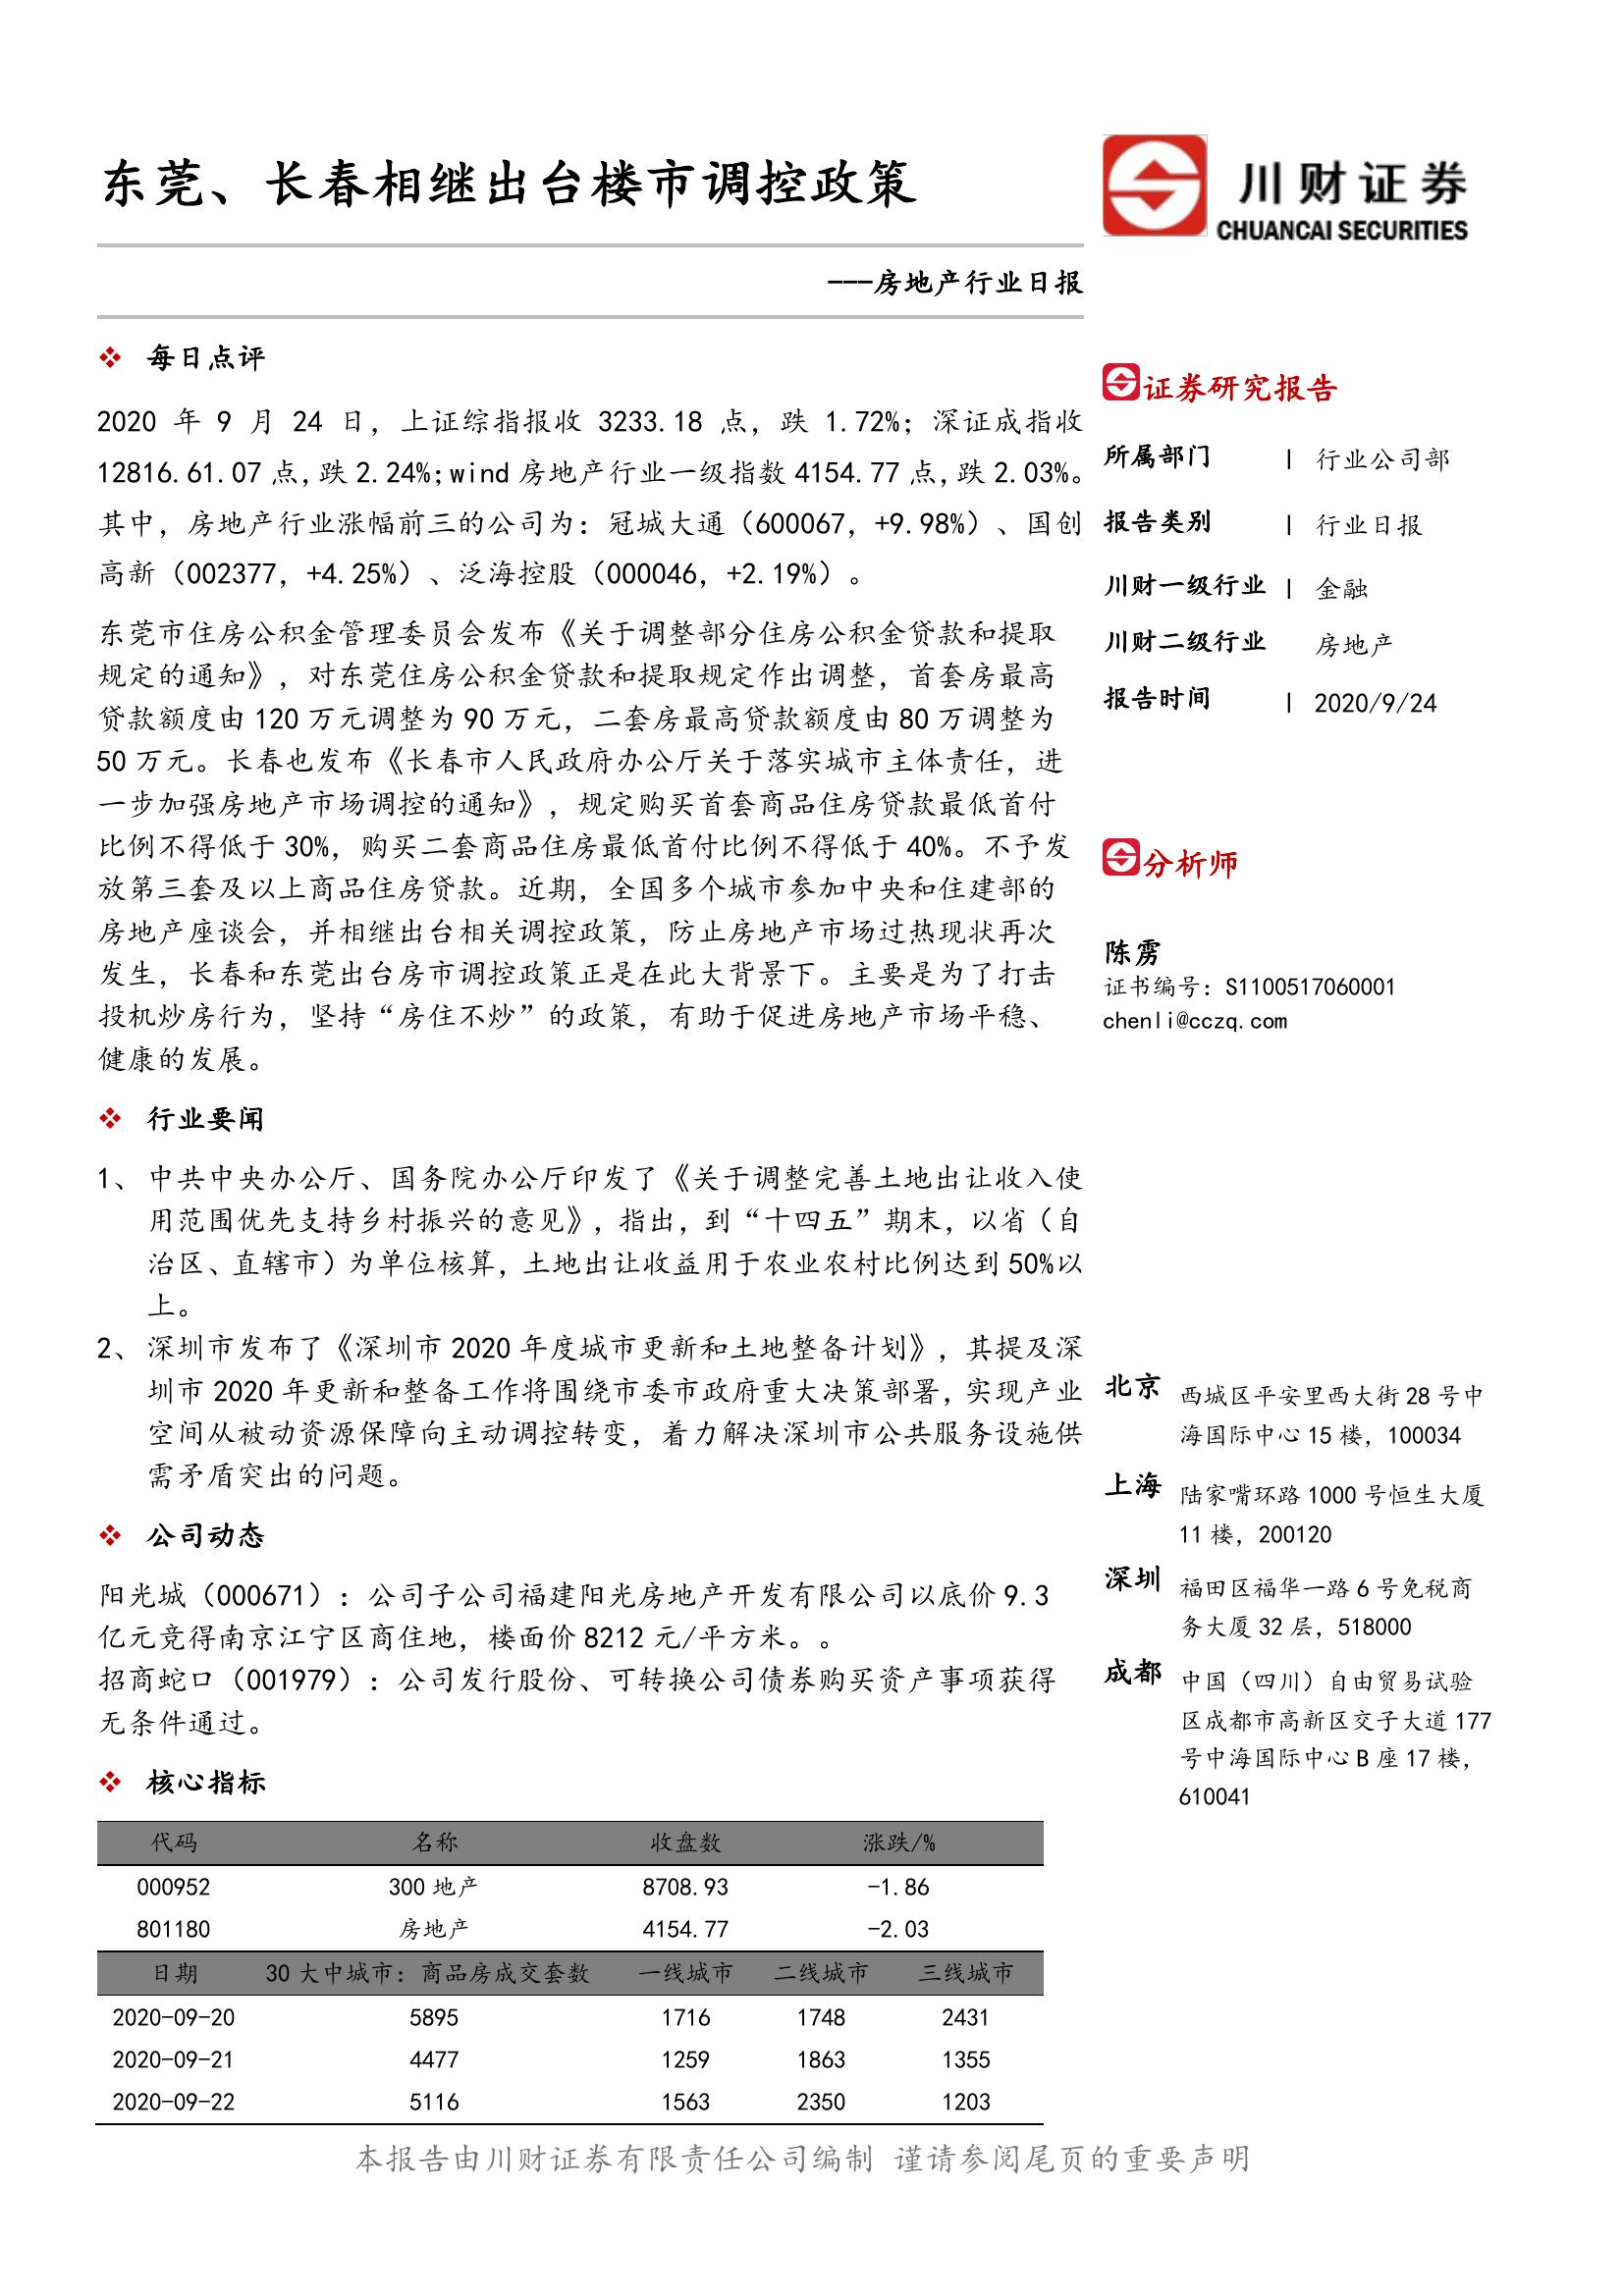 东莞、长春相继出台楼市调控政策
川财证券
CHUANCAI SECURITIES
---房地产行业日报
❖ 每日点评
2020 年 9 月 24 日，上证综指报收 3233.18 点，跌 1.72%；深证成指收
12816.61.07 点，跌 2.24%；wind 房地产行业一级指数 4154.77 点，跌 2.03%。
其中，房地产行业涨幅前三的公司为：冠城大通（600067，+9.98%）、国创
高新（002377，+4.25%）、泛海控股（000046，+2.19%）。
东莞市住房公积金管理委员会发布《关于调整部分住房公积金贷款和提取
规定的通知》，对东莞住房公积金贷款和提取规定作出调整，首套房最高
贷款额度由 120 万元调整为 90 万元，二套房最高贷款额度由 80 万调整为
50 万元。长春也发布《长春市人民政府办公厅关于落实城市主体责任，进
一步加强房地产市场调控的通知》，规定购买首套商品住房贷款最低首付
比例不得低于 30%，购买二套商品住房最低首付比例不得低于 40%。不予发
放第三套及以上商品住房贷款。近期，全国多个城市参加中央和住建部的
房地产座谈会，并相继出台相关调控政策，防止房地产市场过热现状再次
发生，长春和东莞出台房市调控政策正是在此大背景下。主要是为了打击
投机炒房行为，坚持“房住不炒”的政策，有助于促进房地产市场平稳、
健康的发展。
❖ 行业要闻
1、 中共中央办公厅、国务院办公厅印发了《关于调整完善土地出让收入使
用范围优先支持乡村振兴的意见》，指出，到“十四五”期末，以省（自
治区、直辖市）为单位核算，土地出让收益用于农业农村比例达到 50%以
上。
2、 深圳市发布了《深圳市 2020 年度城市更新和土地整备计划》，其提及深
圳市 2020 年更新和整备工作将围绕市委市政府重大决策部署，实现产业
空间从被动资源保障向主动调控转变，着力解决深圳市公共服务设施供
需矛盾突出的问题。
❖ 公司动态
阳光城（000671）：公司子公司福建阳光房地产开发有限公司以底价 9.3
亿元竞得南京江宁区商住地，楼面价 8212 元/平方米。。
招商蛇口（001979）：公司发行股份、可转换公司债券购买资产事项获得
无条件通过。
❖ 核心指标
代码 名称 收盘数 涨跌/%
000952 300 地产 8708.93 -1.86
801180 房地产 4154.77 -2.03
日期 30 大中城市：商品房成交套数 一线城市 二线城市 三线城市
2020-09-20 5895 1716 1748 2431
2020-09-21 4477 1259 1863 1355
2020-09-22 5116 1563 2350 1203
证券研究报告
所属部门 | 行业公司部
报告类别 | 行业日报
川财一级行业 | 金融
川财二级行业 房地产
报告时间 | 2020/9/24
分析师
陈雳
证书编号：S1100517060001
chenli@cczq.com
北京 西城区平安里西大街 28 号中
海国际中心 15 楼，100034
上海 陆家嘴环路 1000 号恒生大厦
11 楼，200120
深圳 福田区福华一路 6 号免税商
务大厦 32 层，518000
成都 中国（四川）自由贸易试验
区成都市高新区交子大道 177
号中海国际中心 B 座 17 楼，
610041
本报告由川财证券有限责任公司编制 谨请参阅尾页的重要声明